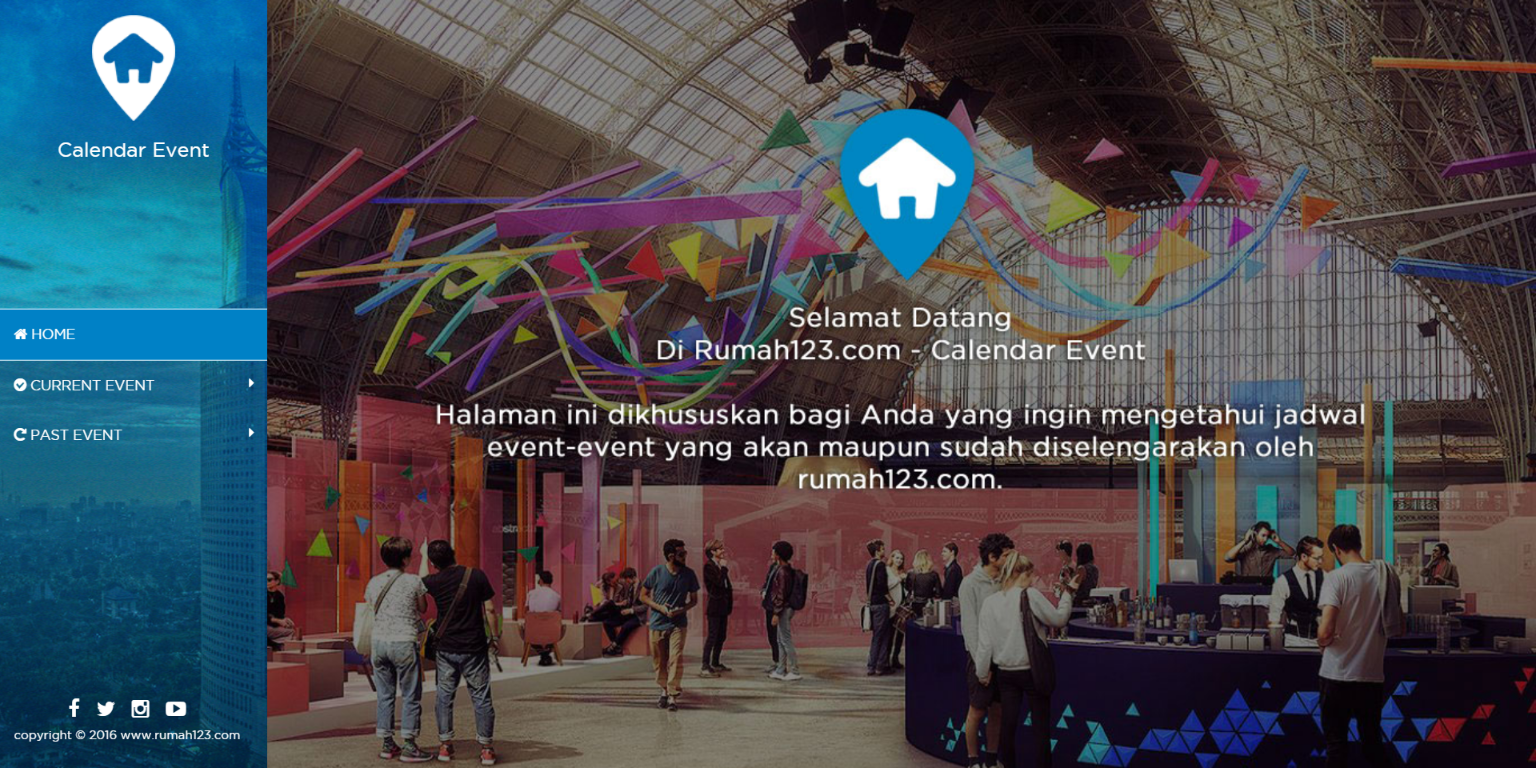 Calendar Event
HOME
CURRENT EVENT
PAST EVENT
copyright © 2016 www.rumah123.com
Selamat Datang
Di Rumah123.com - Calendar Event
Halaman ini dikhususkan bagi Anda yang ingin mengetahui jadwal
event-event yang akan maupun sudah diselengarakan oleh
rumah123.com.